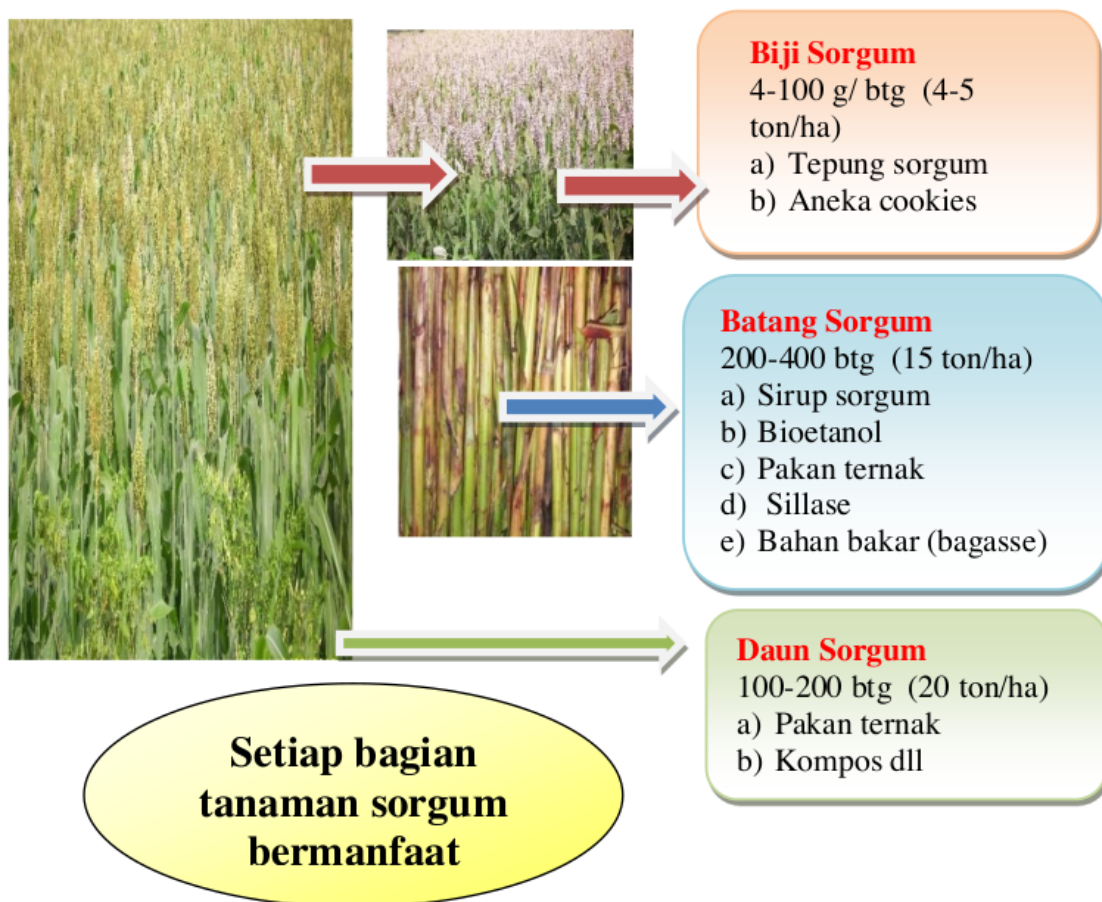 Biji Sorgum
4-100 g/ btg (4-5
ton/ha)
a) Tepung sorgum
b) Aneka cookies
Batang Sorgum
200-400 btg (15 ton/ha)
a) Sirup sorgum
b) Bioetanol
c) Pakan ternak
d) Sillase
e) Bahan bakar (bagasse)
Daun Sorgum
100-200 btg (20 ton/ha)
a) Pakan ternak
b) Kompos dll
Setiap bagian
tanaman sorgum
bermanfaat